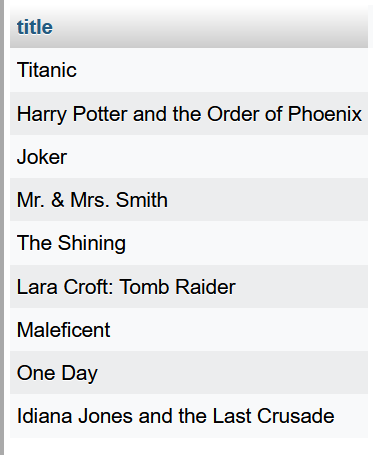 title
Titanic
Harry Potter and the Order of Phoenix
Joker
Mr. & Mrs. Smith
The Shining
Lara Croft: Tomb Raider
Maleficent
One Day
Idiana Jones and the Last Crusade